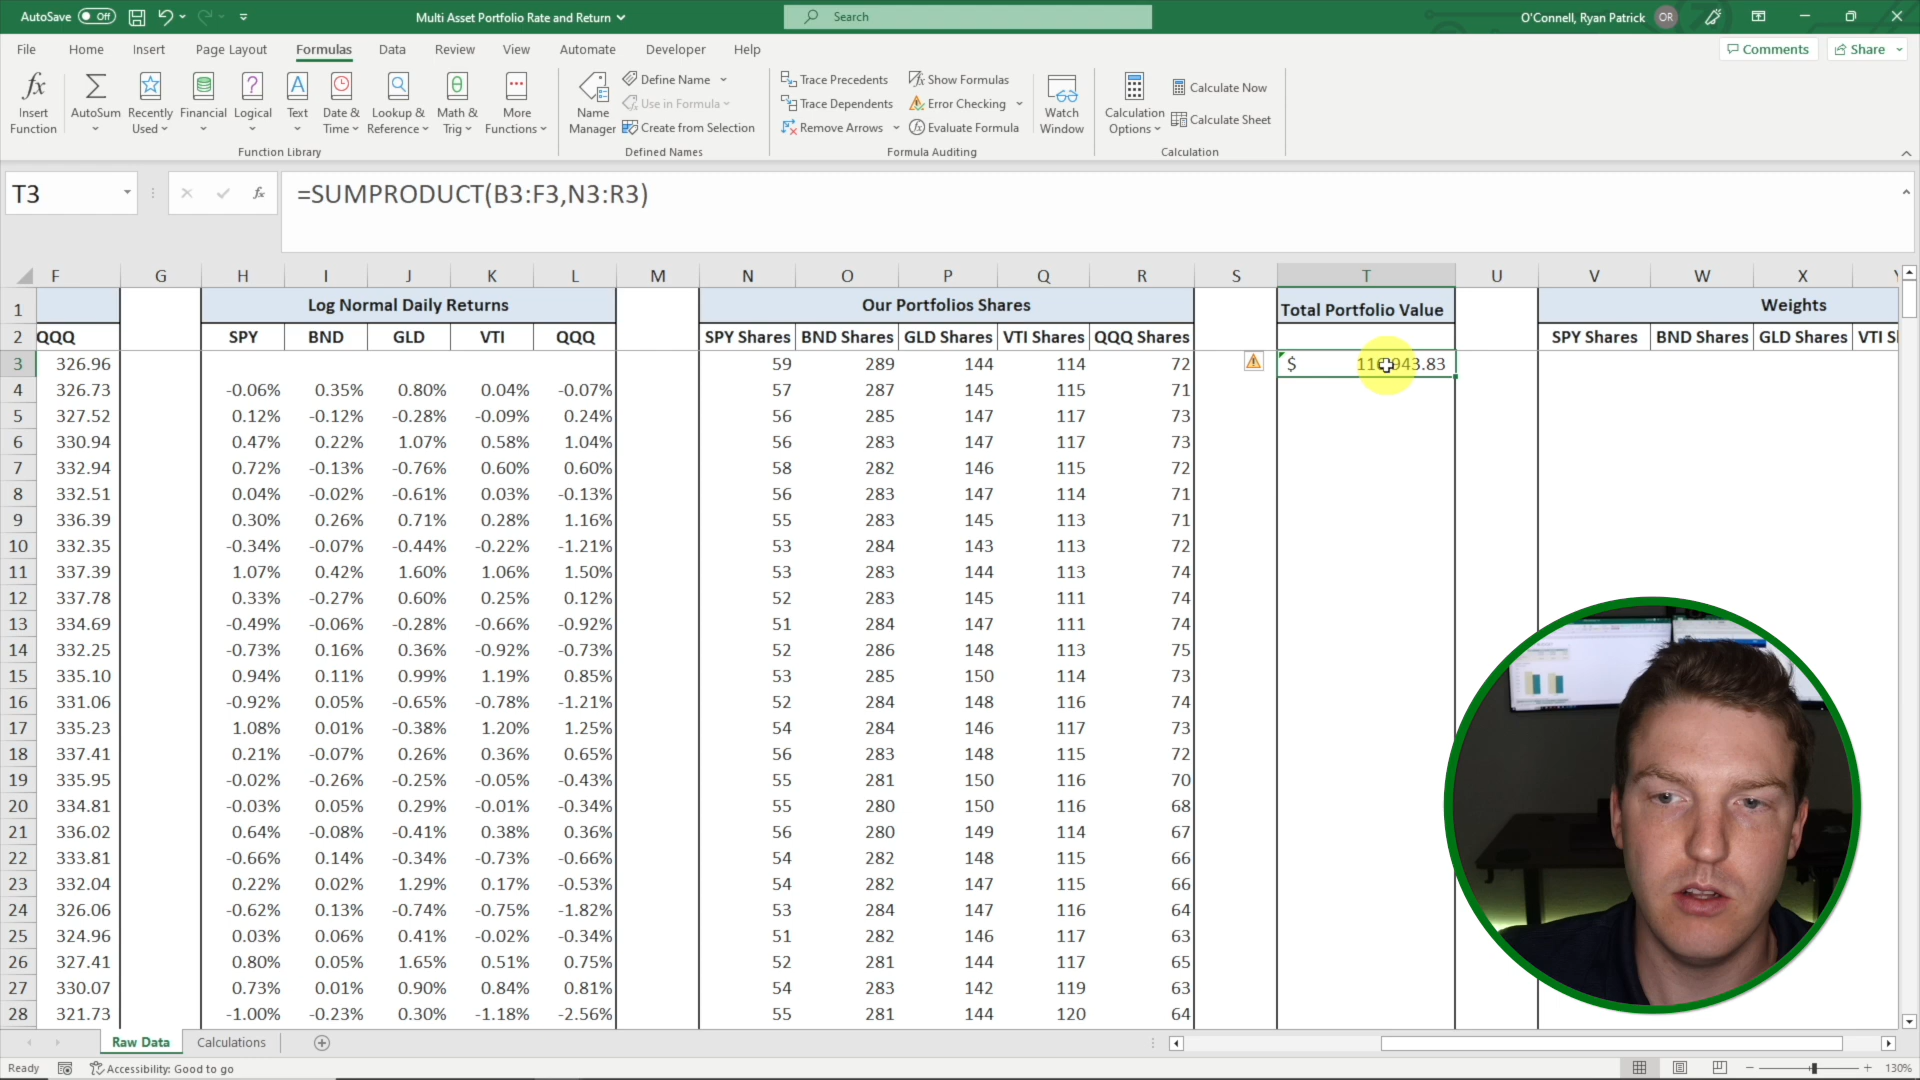 AutoSave Off Multi Asset Portfolio Rate and Return Search O'Connell, Ryan Patrick OR
File Home Insert Page Layout Formulas Data Review View Automate Developer Help Comments Share
Insert Function AutoSum Recently Used Financial Logical Text Date & Time Lookup & Reference Math & Trig More Functions
Function Library
Name Manager Define Name Use in Formula Create from Selection
Defined Names
Trace Precedents Trace Dependents Remove Arrows Show Formulas Error Checking Evaluate Formula Watch Window
Formula Auditing
Calculation Options Calculate Now Calculate Sheet
Calculation
T3 fx =SUMPRODUCT(B3:F3,N3:R3)
F G H I J K L M N O P Q R S T U V W X
1 Log Normal Daily Returns Our Portfolios Shares Total Portfolio Value Weights
2 QQQ SPY BND GLD VTI QQQ SPY Shares BND Shares GLD Shares VTI Shares QQQ Shares SPY Shares BND Shares GLD Shares
3 326.96 59 289 144 114 72 $
4 326.73 -0.06% 0.35% 0.80% 0.04% -0.07% 57 287 145 115 71
5 327.52 0.12% -0.12% -0.28% -0.09% 0.24% 56 285 147 117 73
6 330.94 0.47% 0.22% 1.07% 0.58% 1.04% 56 283 147 117 73
7 332.94 0.72% -0.13% -0.76% 0.60% 0.60% 58 282 146 115 72
8 332.51 0.04% -0.02% -0.61% 0.03% -0.13% 56 283 147 114 71
9 336.39 0.30% 0.26% 0.71% 0.28% 1.16% 55 283 145 113 71
10 332.35 -0.34% -0.07% -0.44% -0.22% -1.21% 53 284 143 113 72
11 337.39 1.07% 0.42% 1.60% 1.06% 1.50% 53 283 144 113 74
12 337.78 0.33% -0.27% 0.60% 0.25% 0.12% 52 283 145 111 74
13 334.69 -0.49% -0.06% -0.28% -0.66% -0.92% 51 284 147 111 74
14 332.25 -0.73% 0.16% 0.36% -0.92% -0.73% 52 286 148 113 75
15 335.10 0.94% 0.11% 0.99% 1.19% 0.85% 53 285 150 114 73
16 331.06 -0.92% 0.05% -0.65% -0.78% -1.21% 52 284 148 116 74
17 335.23 1.08% 0.01% -0.38% 1.20% 1.25% 54 284 146 117 73
18 337.41 0.21% -0.07% 0.26% 0.36% 0.65% 56 283 148 115 72
19 335.95 -0.02% -0.26% -0.25% -0.05% -0.43% 55 281 150 116 70
20 334.81 -0.03% 0.05% 0.29% -0.01% -0.34% 55 280 150 116 68
21 336.02 0.64% -0.08% -0.41% 0.38% 0.36% 56 280 149 114 67
22 333.81 -0.66% 0.14% -0.34% -0.73% -0.66% 54 282 148 115 66
23 332.04 0.22% 0.02% 1.29% 0.17% -0.53% 54 282 147 115 66
24 326.06 -0.62% 0.13% -0.74% -0.75% -1.82% 53 284 147 116 64
25 324.96 0.03% 0.06% 0.41% -0.02% -0.34% 51 282 146 117 63
26 327.41 0.80% 0.05% 1.65% 0.51% 0.75% 52 281 144 117 65
27 330.07 0.73% 0.01% 0.90% 0.84% 0.81% 54 283 142 119 63
28 321.73 -1.00% -0.23% 0.30% -1.18% -2.56% 55 281 144 120 64
Raw Data Calculations
Ready Accessibility: Good to go 130%